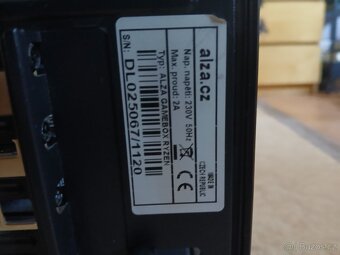 alza.cz
Nap. napětí: 230V 50Hz
Max. proud: 2A
MADE IN
CZECH REPUBLIC
CE
Typ: ALZA GAMEBOX RYZEN
S/N: DL025067/1120